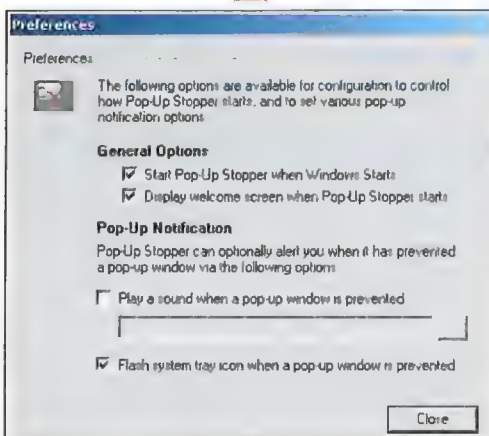 Preferences
Preferences
The following options are available for configuration to control
how Pop-Up Stopper starts, and to set various pop-up
notification options
General Options
Start Pop-Up Stopper when Windows Starts
Display welcome screen when Pop-Up Stopper starts
Pop-Up Notification
Pop-Up Stopper can optionally alert you when it has prevented
a pop-up window via the following options
Play a sound when a pop-up window is prevented
Flash system tray icon when a pop-up window is prevented
Close